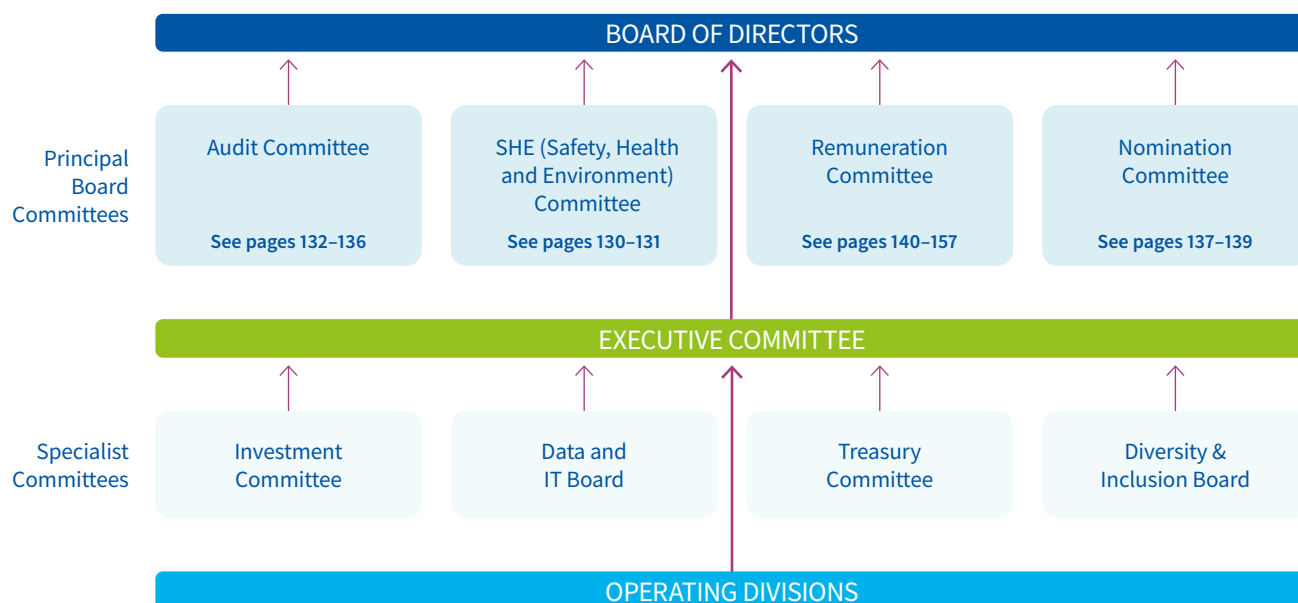 BOARD OF DIRECTORS
Principal
Board
Committees
Audit Committee
See pages 132–136
SHE (Safety, Health
and Environment)
Committee
See pages 130–131
Remuneration
Committee
See pages 140–157
Nomination
Committee
See pages 137–139
EXECUTIVE COMMITTEE
Specialist
Committees
Investment
Committee
Data and
IT Board
Treasury
Committee
Diversity &
Inclusion Board
OPERATING DIVISIONS